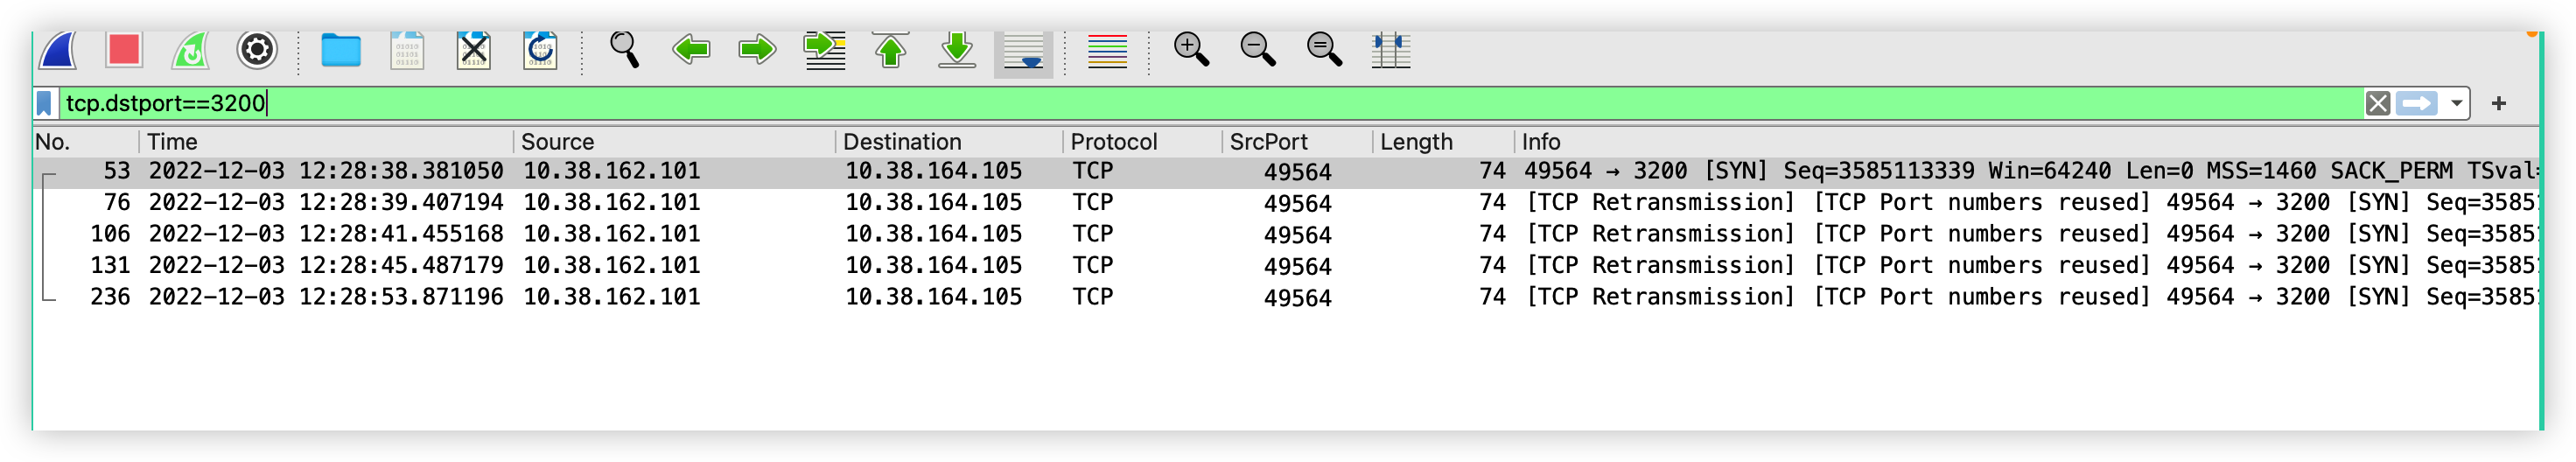 tcp.dstport==3200
No. Time Source Destination Protocol SrcPort Length Info
53 2022-12-03 12:28:38.381050 10.38.162.101 10.38.164.105 TCP 49564 74 49564 → 3200 [SYN] Seq=3585113339 Win=64240 Len=0 MSS=1460 SACK_PERM TSval=
76 2022-12-03 12:28:39.407194 10.38.162.101 10.38.164.105 TCP 49564 74 [TCP Retransmission] [TCP Port numbers reused] 49564 → 3200 [SYN] Seq=3585
106 2022-12-03 12:28:41.455168 10.38.162.101 10.38.164.105 TCP 49564 74 [TCP Retransmission] [TCP Port numbers reused] 49564 → 3200 [SYN] Seq=3585
131 2022-12-03 12:28:45.487179 10.38.162.101 10.38.164.105 TCP 49564 74 [TCP Retransmission] [TCP Port numbers reused] 49564 → 3200 [SYN] Seq=3585
236 2022-12-03 12:28:53.871196 10.38.162.101 10.38.164.105 TCP 49564 74 [TCP Retransmission] [TCP Port numbers reused] 49564 → 3200 [SYN] Seq=3585